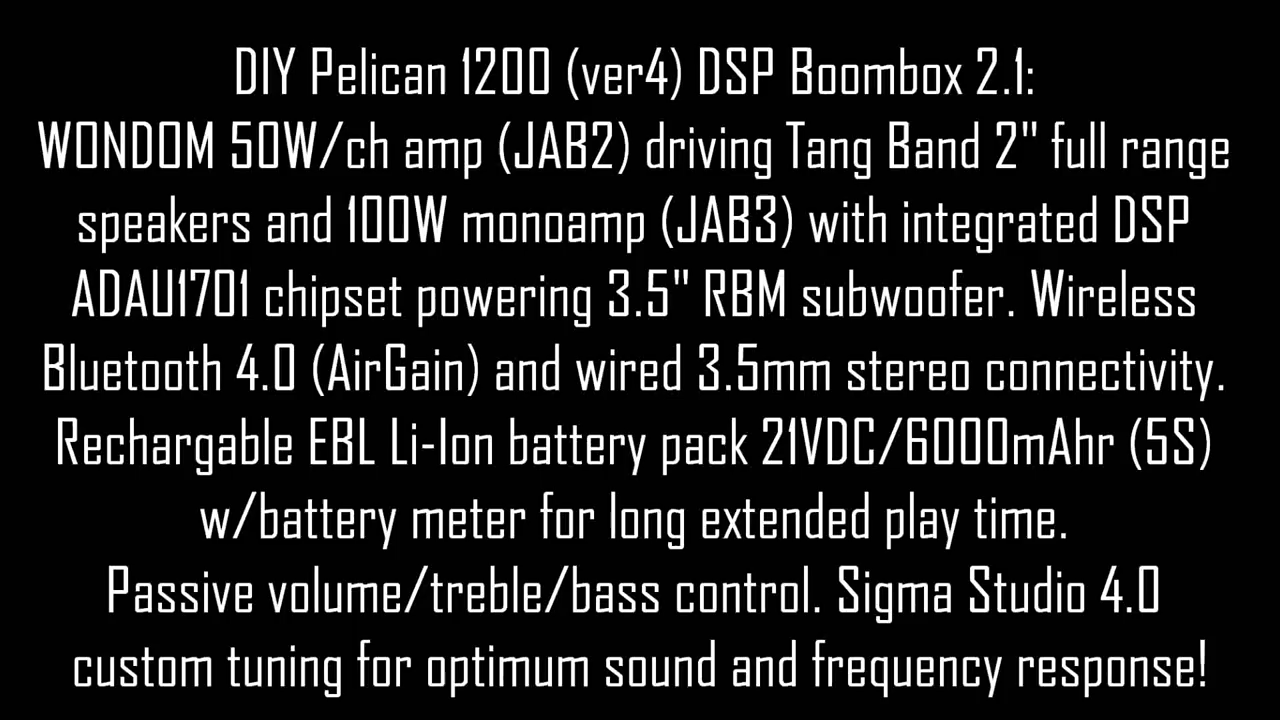 DIY Pelican 1200 (ver4) DSP Boombox 2.1:
WONDOM 50W/ch amp (JAB2) driving Tang Band 2" full range
speakers and 100W monoamp (JAB3) with integrated DSP
ADAU1701 chipset powering 3.5" RBM subwoofer. Wireless
Bluetooth 4.0 (AirGain) and wired 3.5mm stereo connectivity.
Rechargable EBL Li-Ion battery pack 21VDC/6000mAhr (5S)
w/battery meter for long extended play time.
Passive volume/treble/bass control. Sigma Studio 4.0
custom tuning for optimum sound and frequency response!